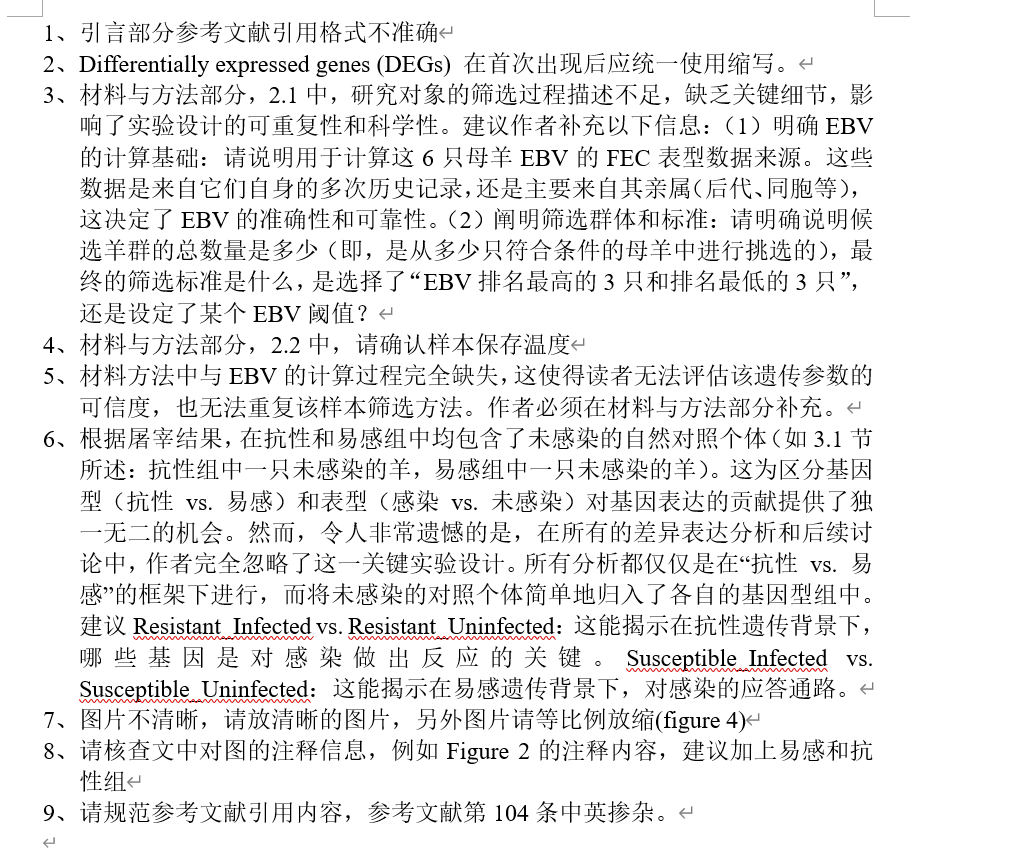 1、引言部分参考文献引用格式不准确
2、Differentially expressed genes (DEGs) 在首次出现后应统一使用缩写。
3、材料与方法部分，2.1 中，研究对象的筛选过程描述不足，缺乏关键细节，影
响了实验设计的可重复性和科学性。建议作者补充以下信息：（1）明确 EBV
的计算基础：请说明用于计算这 6 只母羊 EBV 的 FEC 表型数据来源。这些
数据是来自它们自身的多次历史记录，还是主要来自其亲属（后代、同胞等），
这决定了 EBV 的准确性和可靠性。（2）阐明筛选群体和标准：请明确说明候
选羊群的总数量是多少（即，是从多少只符合条件的母羊中进行挑选的），最
终的筛选标准是什么，是选择了“EBV 排名最高的 3 只和排名最低的 3 只”，
还是设定了某个 EBV 阈值？
4、材料与方法部分，2.2 中，请确认样本保存温度
5、材料方法中与 EBV 的计算过程完全缺失，这使得读者无法评估该遗传参数的
可信度，也无法重复该样本筛选方法。作者必须在材料与方法部分补充。
6、根据屠宰结果，在抗性和易感组中均包含了未感染的自然对照个体（如 3.1 节
所述：抗性组中一只未感染的羊，易感组中一只未感染的羊）。这为区分基因
型（抗性 vs. 易感）和表型（感染 vs. 未感染）对基因表达的贡献提供了独
一无二的机会。然而，令人非常遗憾的是，在所有的差异表达分析和后续讨
论中，作者完全忽略了这一关键实验设计。所有分析都仅仅是在“抗性 vs. 易
感”的框架下进行，而将未感染的对照个体简单地归入了各自的基因型组中。
建议 Resistant_Infected vs. Resistant_Uninfected：这能揭示在抗性遗传背景下，
哪些基因是对感染做出反应的关键。Susceptible_Infected vs.
Susceptible_Uninfected：这能揭示在易感遗传背景下，对感染的应答通路。
7、图片不清晰，请放清晰的图片，另外图片请等比例放缩(figure 4)
8、请核查文中对图的注释信息，例如 Figure 2 的注释内容，建议加上易感和抗
性组
9、请规范参考文献引用内容，参考文献第 104 条中英掺杂。